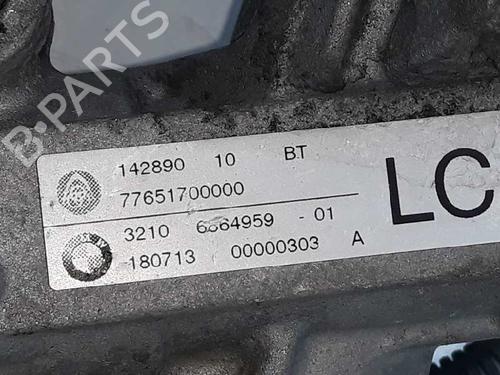 B-PARTS
142890 10 BT
77651700000
LC
3210 6864959 - 01
180713 00000303 A